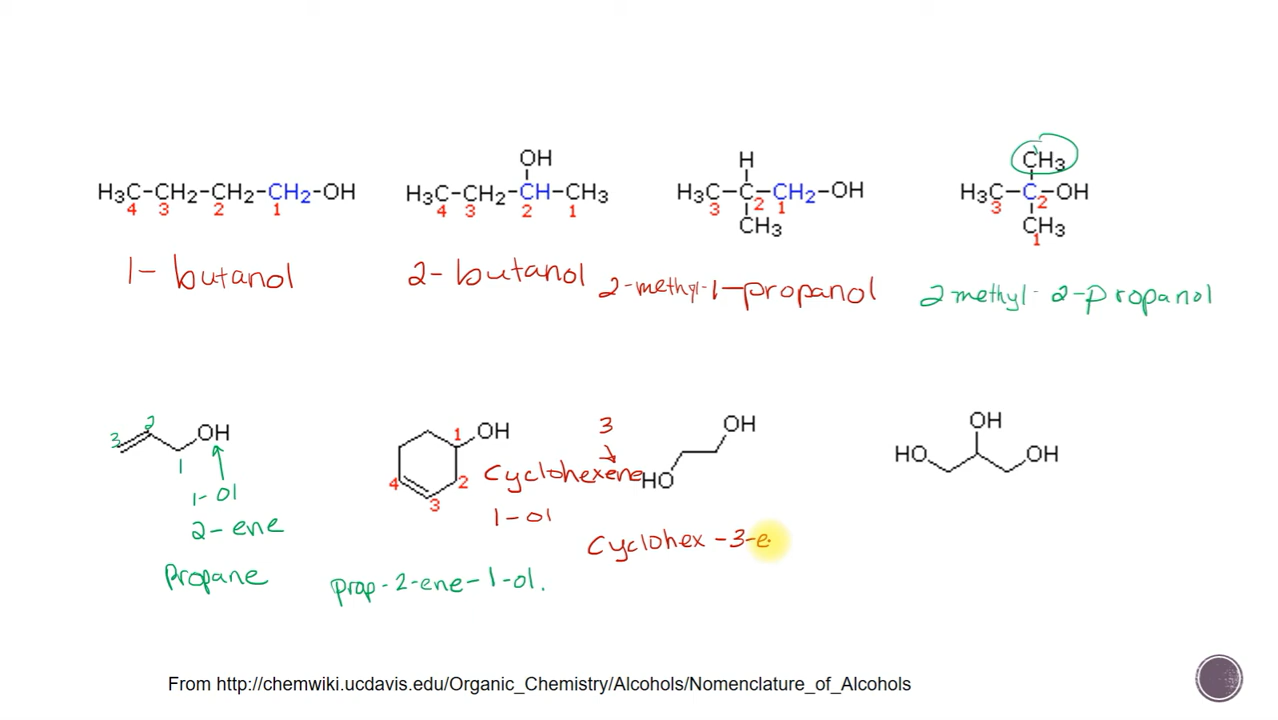 OH
H
CH3
H3C-CH2-CH2-CH2-OH
4 3 2 1
H3C-CH2-CH-CH3
4 3 2 1
H3C-C-CH2-OH
3 2 1
CH3
H3C-C-OH
3 2
CH3
1
1- butanol
2- butanol
2-methyl-1-propanol
2 methyl- 2-propanol
3 2 OH
1
1- ol
2- ene
Propane
1 OH
4 2
3
3
Cyclohexene
1-ol
OH
HO
Cyclohex -3-e
prop-2-ene-1-ol.
OH
HO OH
From http://chemwiki.ucdavis.edu/Organic_Chemistry/Alcohols/Nomenclature_of_Alcohols